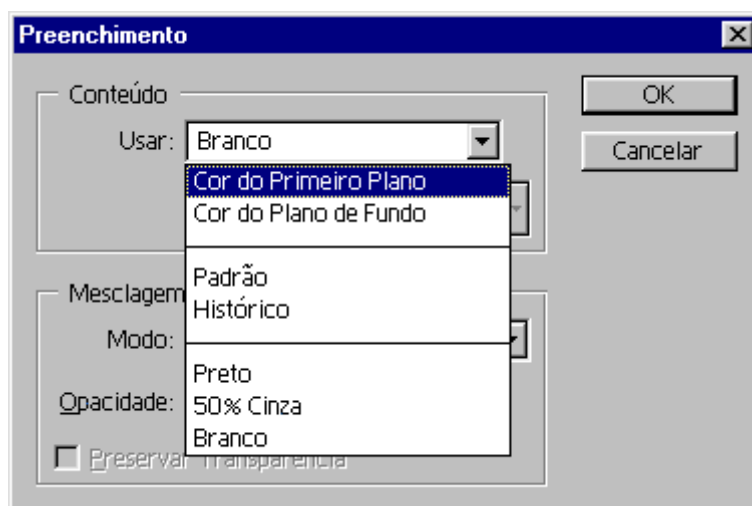 Preenchimento
Conteúdo
OK
Usar: Branco
Cancelar
Cor do Primeiro Plano
Cor do Plano de Fundo
Padrão
Mesclagem
Histórico
Modo:
Preto
Opacidade: 50% Cinza
Branco
Preservar Transparência